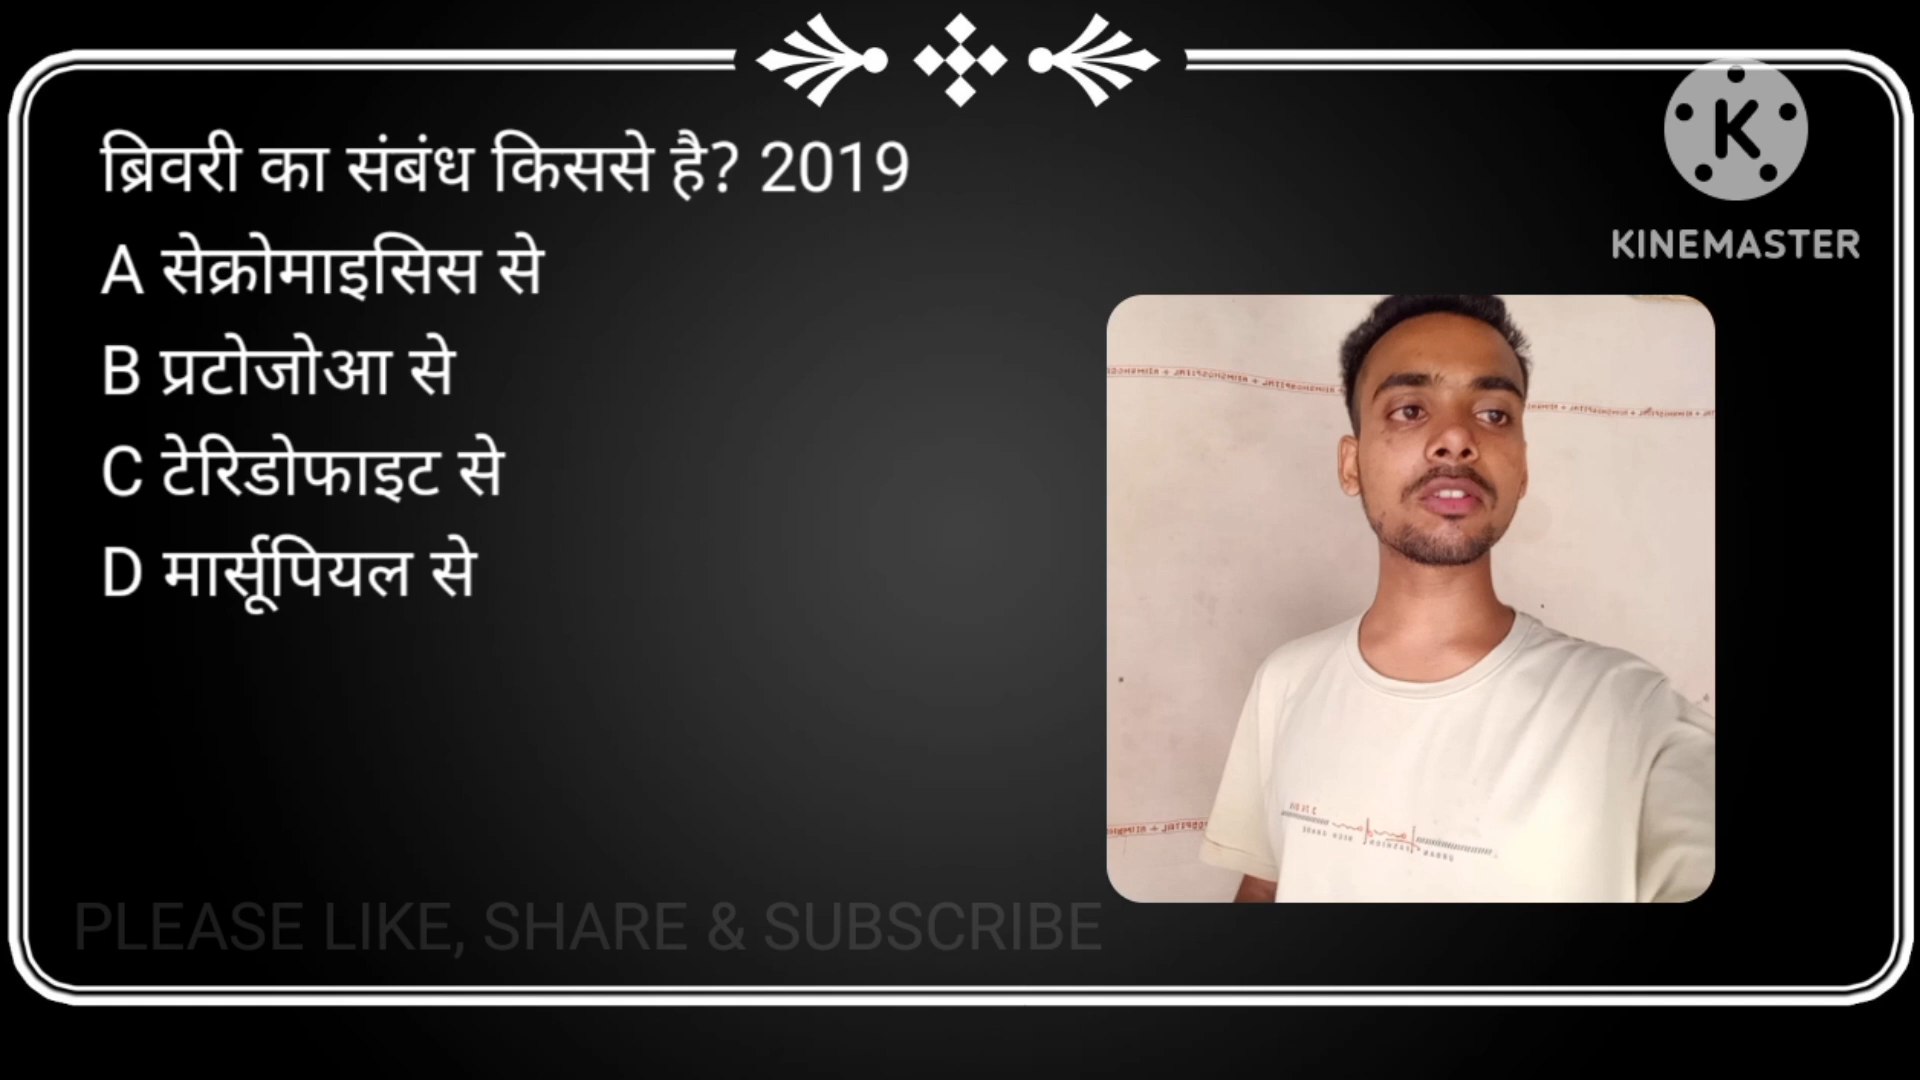 ब्रिवरी का संबंध किससे है? 2019
A सेक्रोमाइसिस से
B प्रटोजोआ से
C टेरिडोफाइट से
D मार्सूपियल से
KINEMASTER
PLEASE LIKE, SHARE & SUBSCRIBE